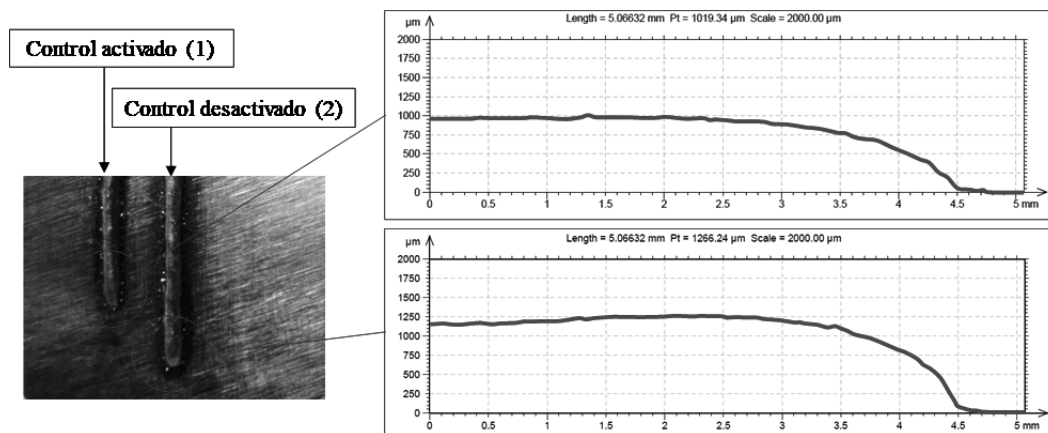 Control activado (1)
Control desactivado (2)
Length = 5.06632 mm Pt = 1019.34 µm Scale = 2000.00 µm
µm
2000
1750
1500
1250
1000
750
500
250
0
0 0.5 1 1.5 2 2.5 3 3.5 4 4.5 5 mm
Length = 5.06632 mm Pt = 1266.24 µm Scale = 2000.00 µm
µm
2000
1750
1500
1250
1000
750
500
250
0
0 0.5 1 1.5 2 2.5 3 3.5 4 4.5 5 mm